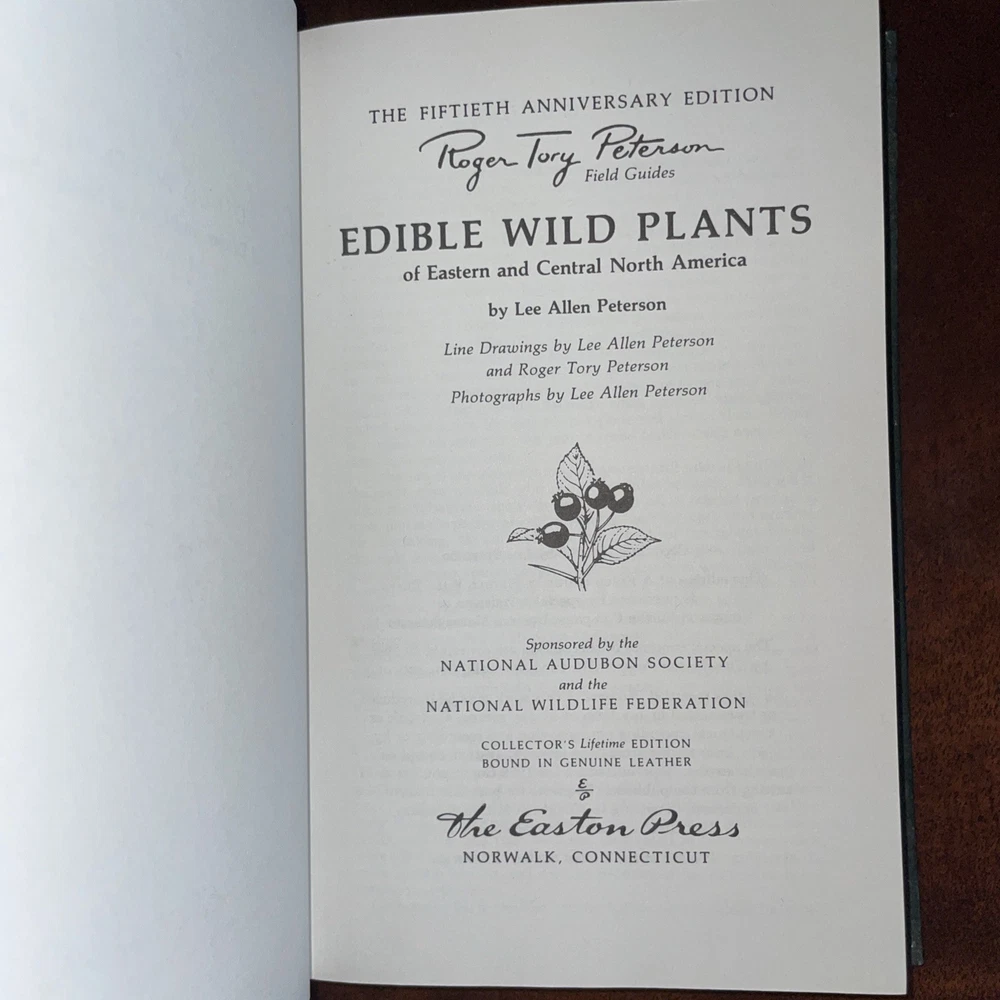 THE FIFTIETH ANNIVERSARY EDITION
Roger Tory Peterson
Field Guides
EDIBLE WILD PLANTS
of Eastern and Central North America
by Lee Allen Peterson
Line Drawings by Lee Allen Peterson
and Roger Tory Peterson
Photographs by Lee Allen Peterson
Sponsored by the
NATIONAL AUDUBON SOCIETY
and the
NATIONAL WILDLIFE FEDERATION
COLLECTOR'S Lifetime EDITION
BOUND IN GENUINE LEATHER
E
P
The Easton Press
NORWALK, CONNECTICUT